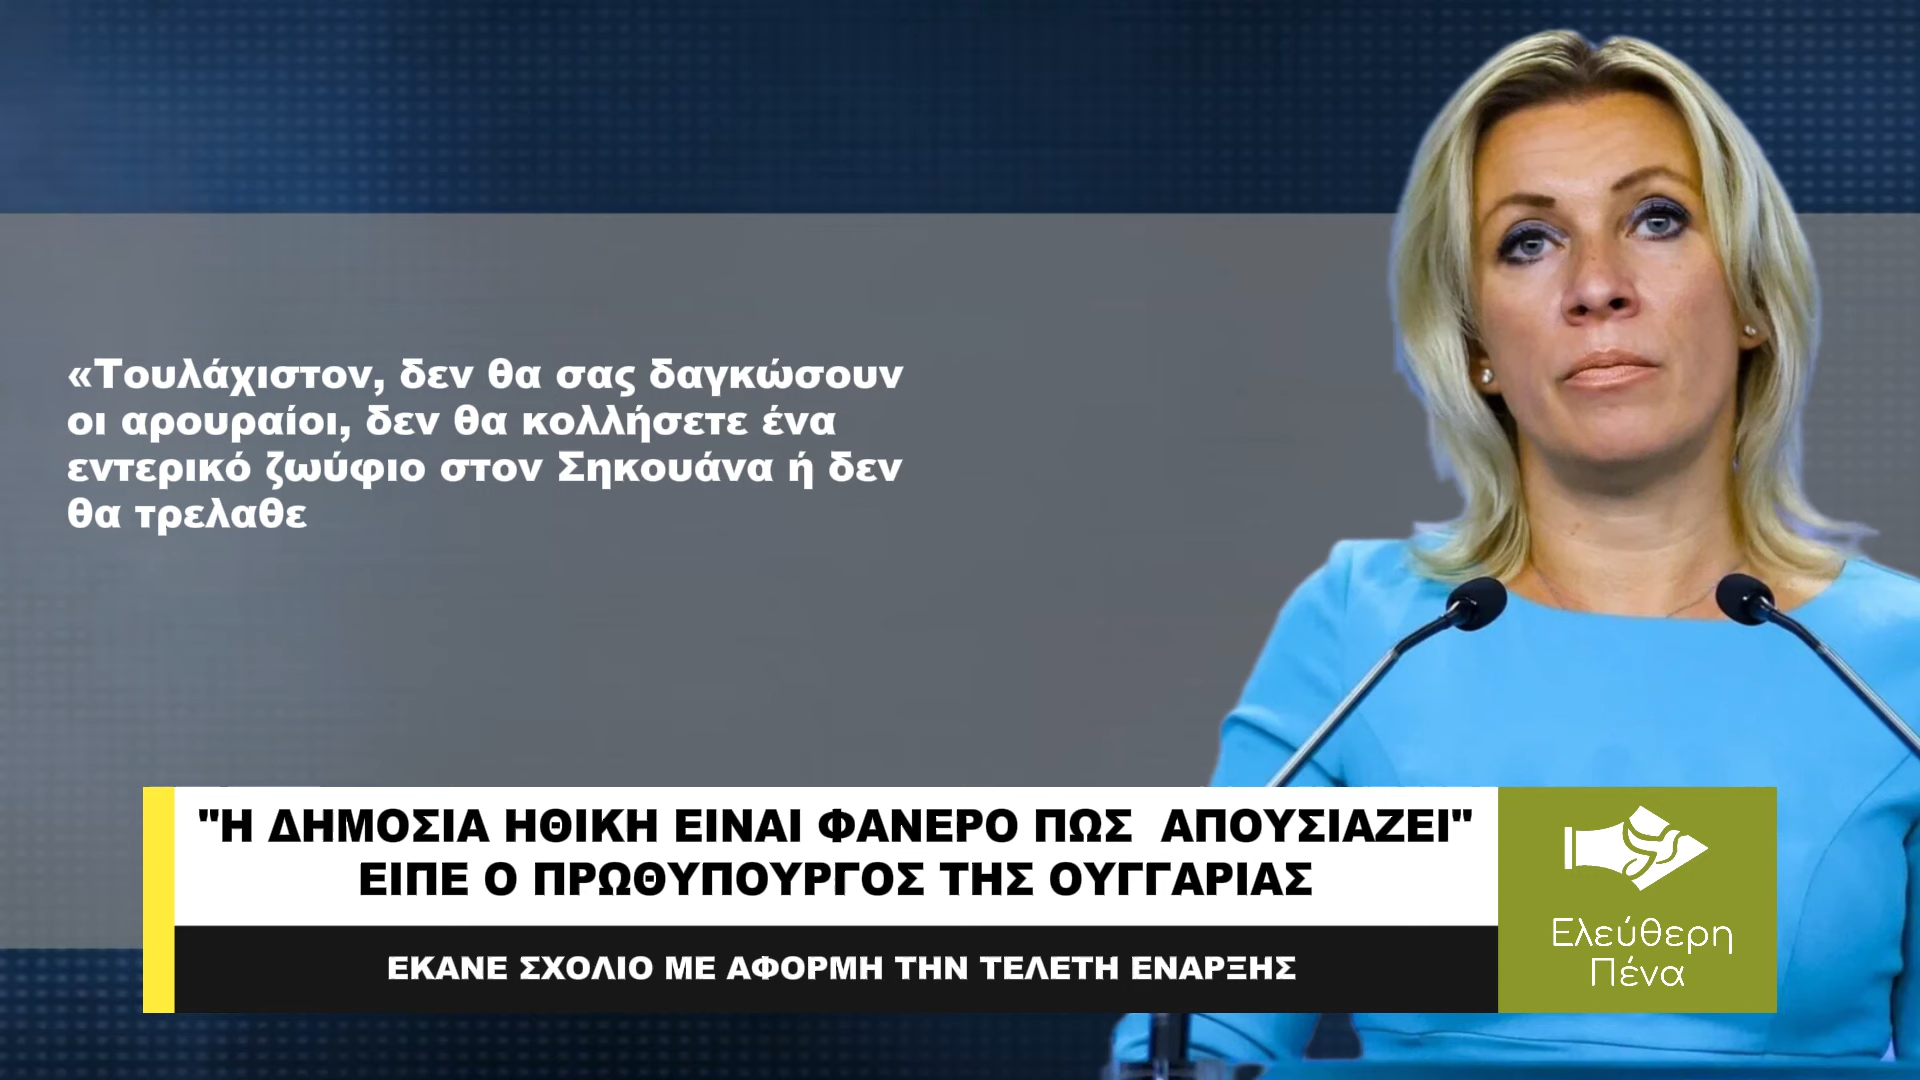 «Τουλάχιστον, δεν θα σας δαγκώσουν
οι αρουραίοι, δεν θα κολλήσετε ένα
εντερικό ζωύφιο στον Σηκουάνα ή δεν
θα τρελαθε
"Η ΔΗΜΟΣΙΑ ΗΘΙΚΗ ΕΙΝΑΙ ΦΑΝΕΡΟ ΠΩΣ  ΑΠΟΥΣΙΑΖΕΙ"
ΕΙΠΕ Ο ΠΡΩΘΥΠΟΥΡΓΟΣ ΤΗΣ ΟΥΓΓΑΡΙΑΣ
ΕΚΑΝΕ ΣΧΟΛΙΟ ΜΕ ΑΦΟΡΜΗ ΤΗΝ ΤΕΛΕΤΗ ΕΝΑΡΞΗΣ
Ελεύθερη
Πένα